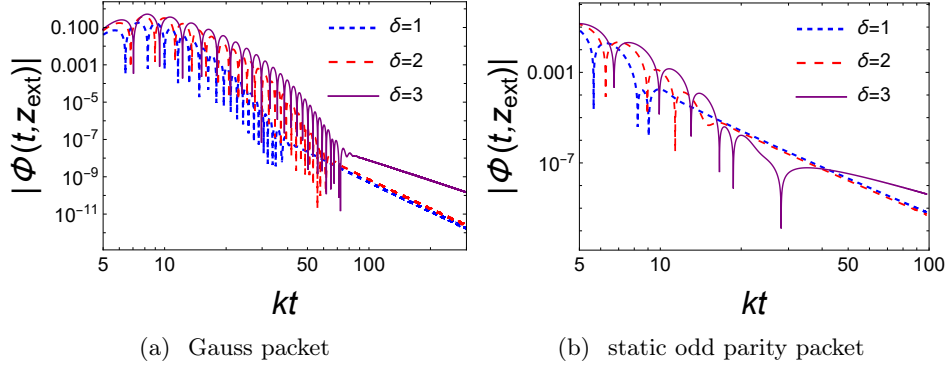 0.100
0.001
10⁻⁵
10⁻⁷
10⁻⁹
10⁻¹¹
|Φ(t,z_ext)|
δ=1
δ=2
δ=3
5 10 50 100
kt
(a) Gauss packet
0.001
10⁻⁷
|Φ(t,z_ext)|
δ=1
δ=2
δ=3
5 10 50 100
kt
(b) static odd parity packet